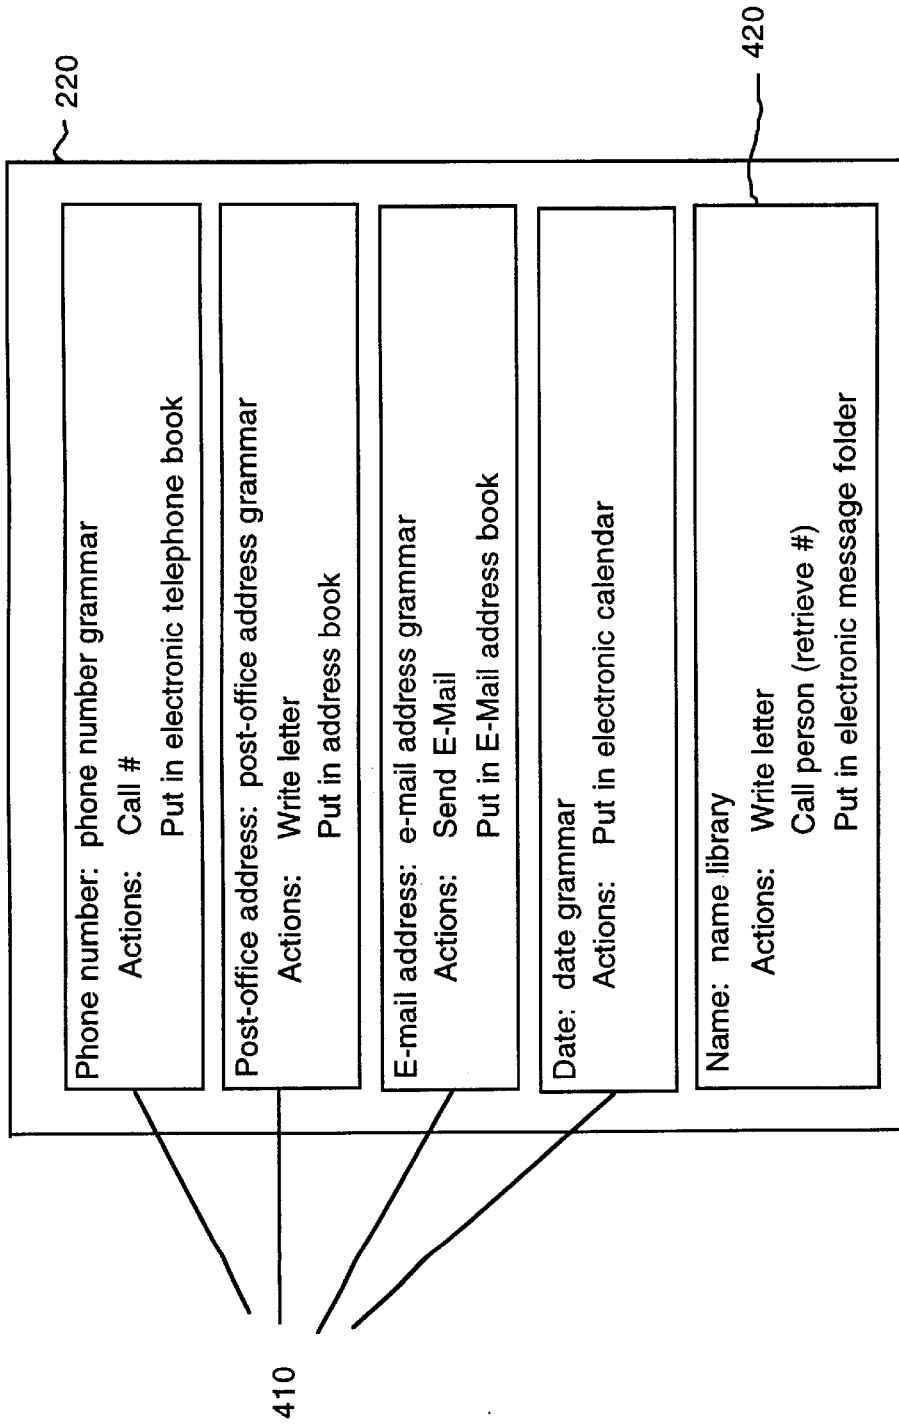 220
Phone number: phone number grammar
Actions: Call #
Put in electronic telephone book
Post-office address: post-office address grammar
Actions: Write letter
Put in address book
E-mail address: e-mail address grammar
Actions: Send E-Mail
Put in E-Mail address book
Date: date grammar
Actions: Put in electronic calendar
Name: name library
Actions: Write letter
Call person (retrieve #)
Put in electronic message folder
410
420